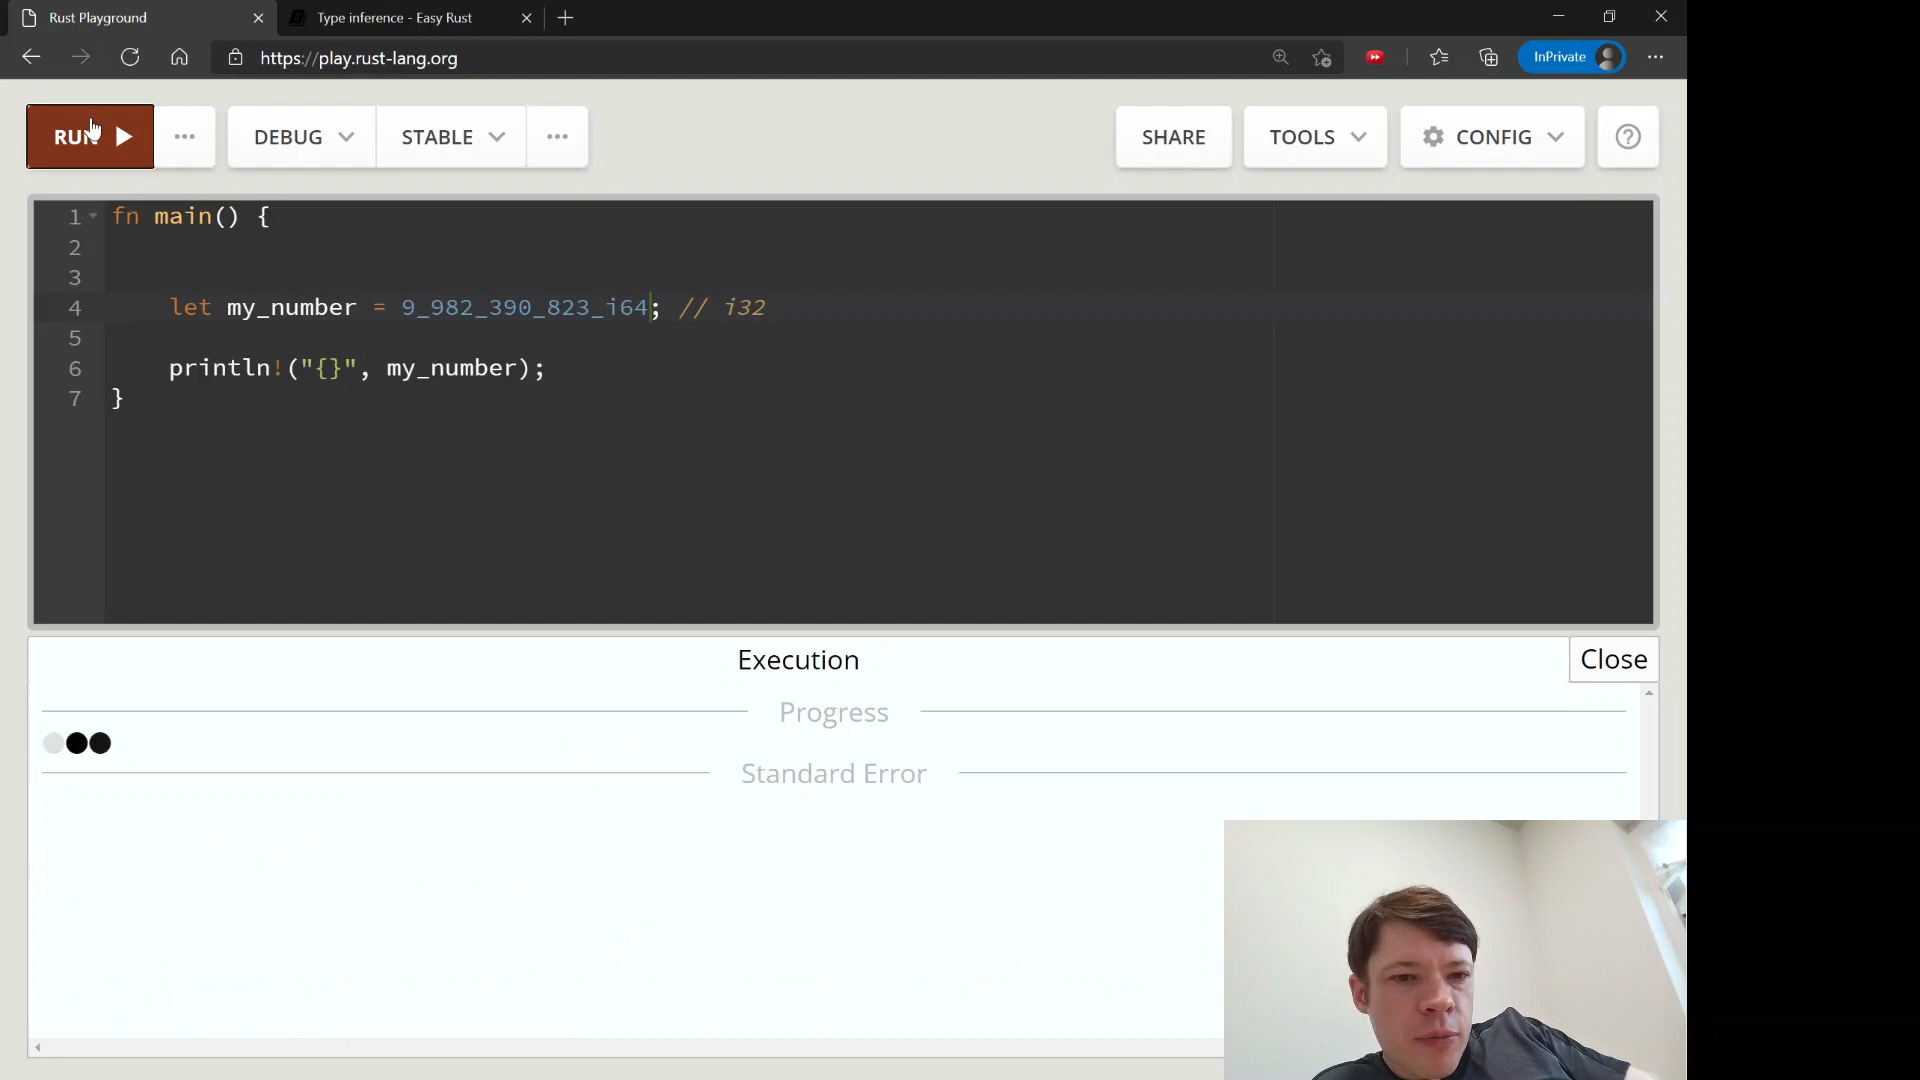 Rust Playground
Type inference - Easy Rust
https://play.rust-lang.org
InPrivate
RUN
DEBUG
STABLE
SHARE
TOOLS
CONFIG
1 fn main() {
2
3
4 let my_number = 9_982_390_823_i64; // i32
5
6 println!("{}", my_number);
7 }
Execution
Close
Progress
Standard Error